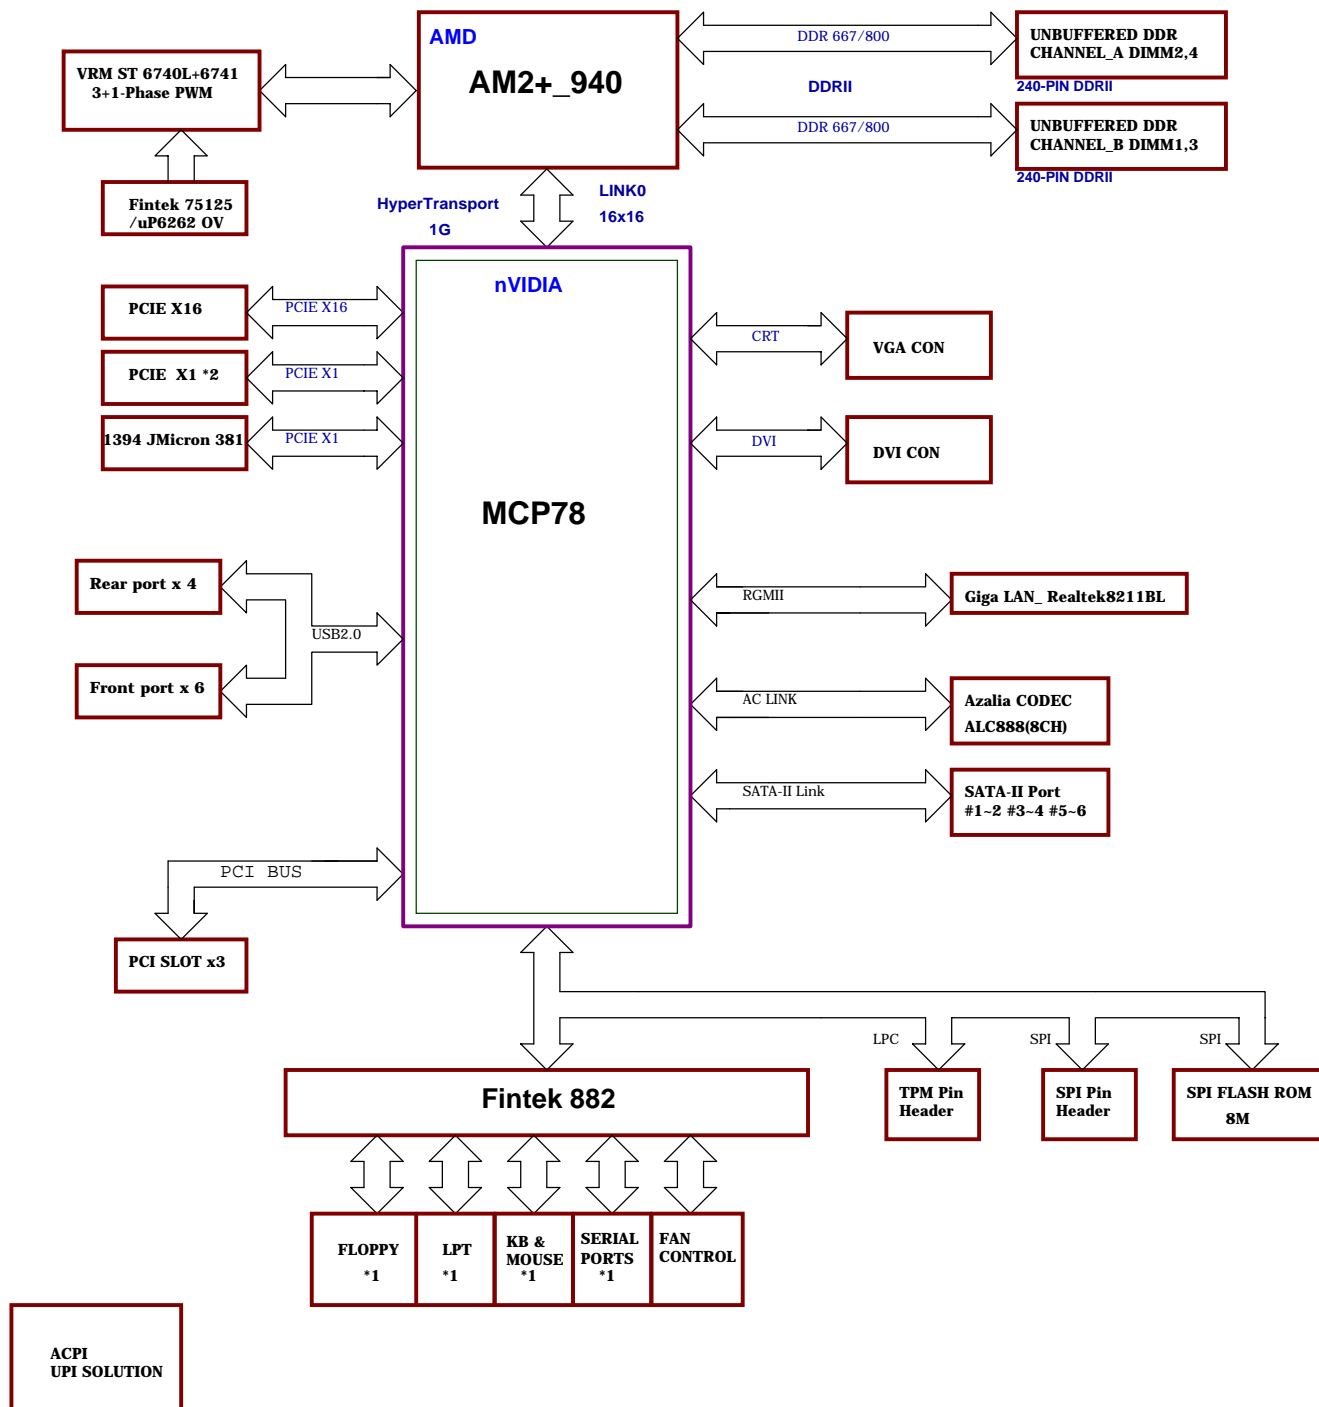 AMD
AM2+_940
DDR 667/800
UNBUFFERED DDR
CHANNEL_A DIMM2,4
240-PIN DDRII
VRM ST 6740L+6741
3+1-Phase PWM
DDRII
DDR 667/800
UNBUFFERED DDR
CHANNEL_B DIMM1,3
240-PIN DDRII
Fintek 75125
/uP6262 OV
HyperTransport
1G
LINK0
16x16
nVIDIA
MCP78
PCIE X16
PCIE X16
PCIE X1 *2
PCIE X1
1394 JMicron 381
PCIE X1
CRT
VGA CON
DVI
DVI CON
Rear port x 4
USB2.0
Front port x 6
RGMII
Giga LAN_ Realtek8211BL
AC LINK
Azalia CODEC
ALC888(8CH)
SATA-II Link
SATA-II Port
#1~2 #3~4 #5~6
PCI BUS
PCI SLOT x3
LPC
SPI
SPI
TPM Pin
Header
SPI Pin
Header
SPI FLASH ROM
8M
Fintek 882
FLOPPY
*1
LPT
*1
KB &
MOUSE
*1
SERIAL
PORTS
*1
FAN
CONTROL
ACPI
UPI SOLUTION